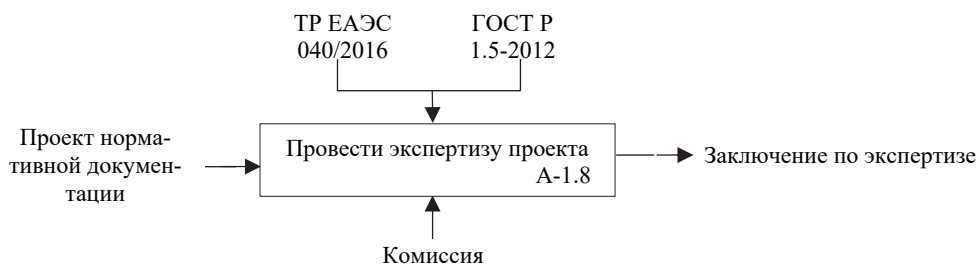 ТР ЕАЭС
040/2016
ГОСТ Р
1.5-2012
Проект норма-
тивной докумен-
тации
Провести экспертизу проекта
А-1.8
Заключение по экспертизе
Комиссия